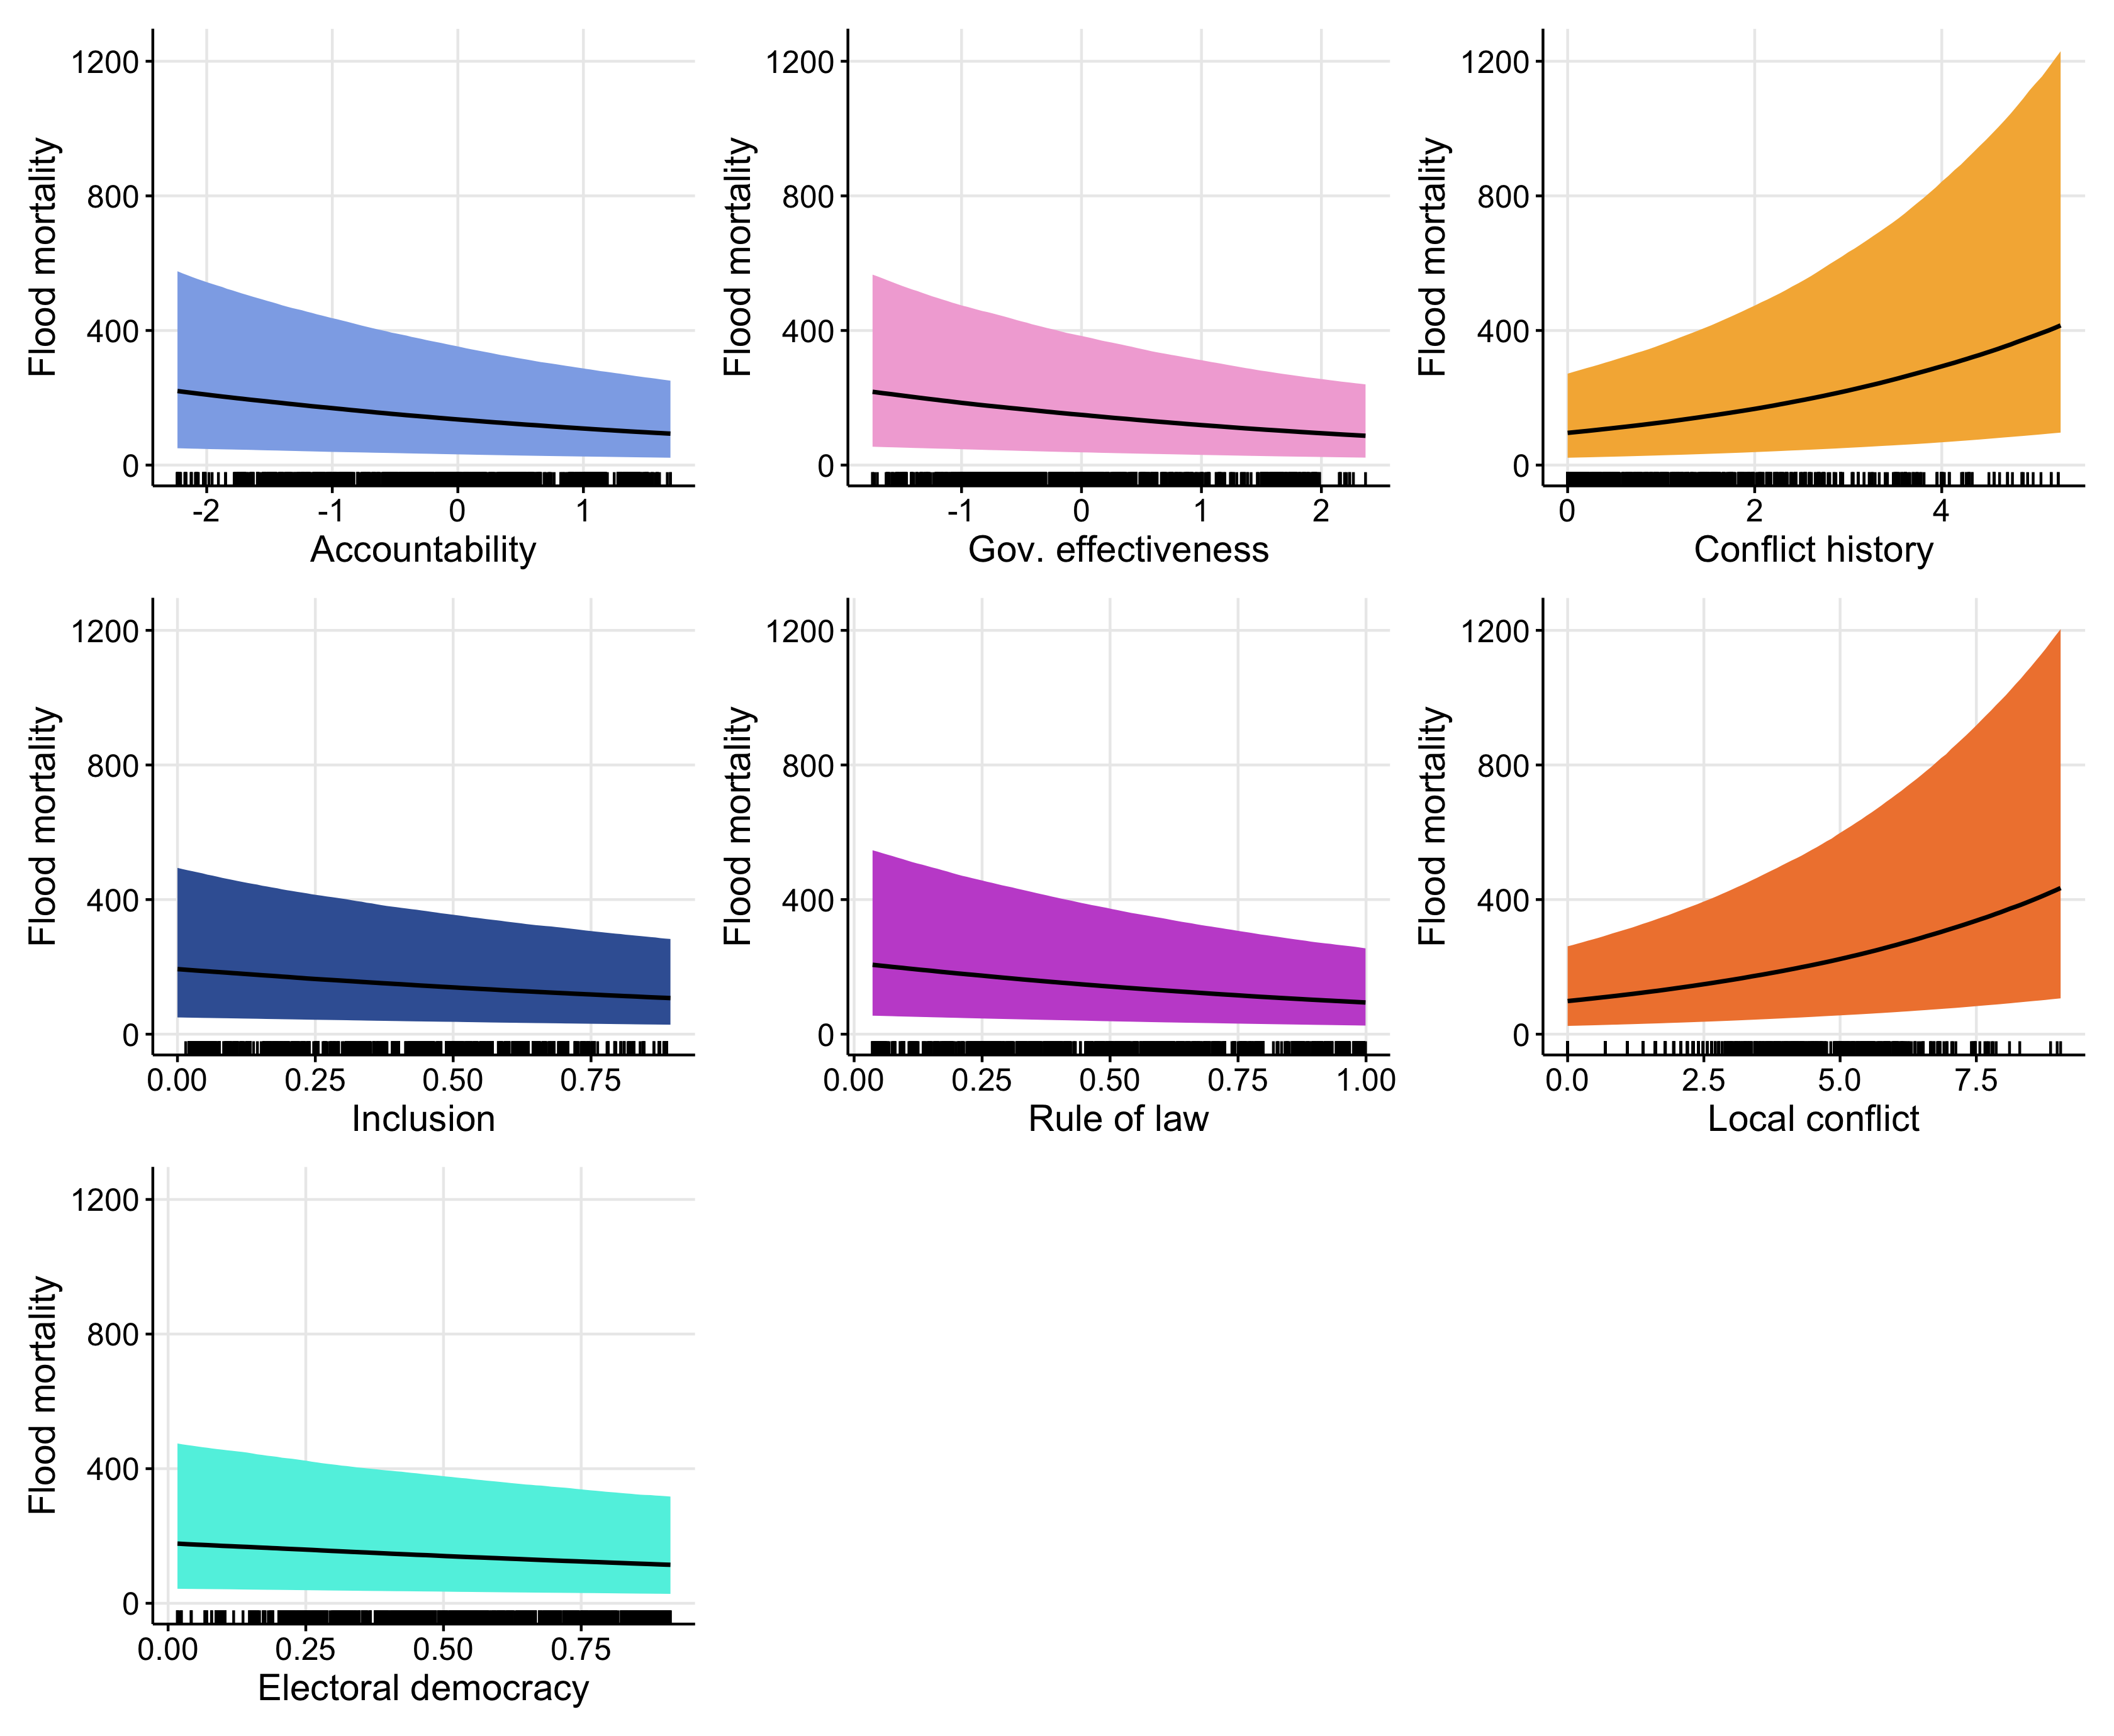 Flood mortality
1200
800
400
0
-2 -1 0 1
Accountability
Flood mortality
1200
800
400
0
-1 0 1 2
Gov. effectiveness
Flood mortality
1200
800
400
0
0 2 4
Conflict history
Flood mortality
1200
800
400
0
0.00 0.25 0.50 0.75
Inclusion
Flood mortality
1200
800
400
0
0.00 0.25 0.50 0.75 1.00
Rule of law
Flood mortality
1200
800
400
0
0.0 2.5 5.0 7.5
Local conflict
Flood mortality
1200
800
400
0
0.00 0.25 0.50 0.75
Electoral democracy